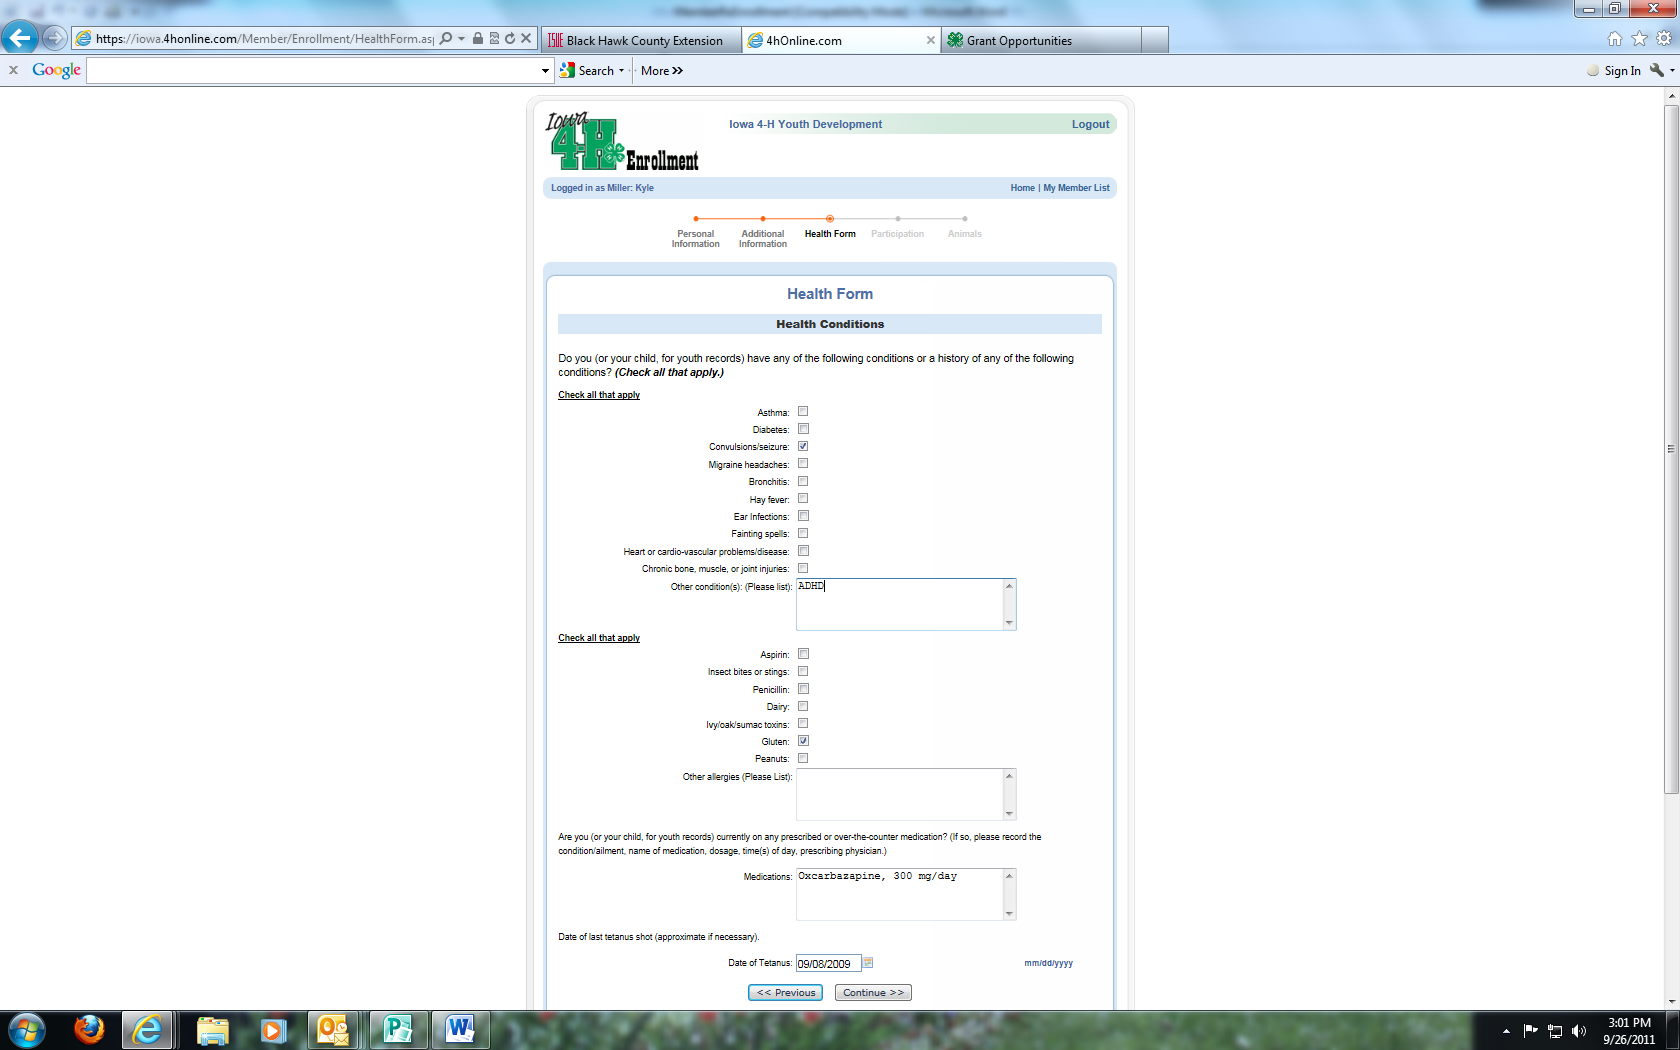 https://iowa.4honline.com/Member/Enrollment/HealthForm.as
Black Hawk County Extension
4hOnline.com
Grant Opportunities
Google
Search
More
Sign In
Iowa
4-H
Enrollment
Iowa 4-H Youth Development
Logout
Logged in as Miller: Kyle
Home | My Member List
Personal Information
Additional Information
Health Form
Participation
Animals
Health Form
Health Conditions
Do you (or your child, for youth records) have any of the following conditions or a history of any of the following
conditions? (Check all that apply.)
Check all that apply
Asthma:
Diabetes:
Convulsions/seizure:
Migraine headaches:
Bronchitis:
Hay fever:
Ear Infections:
Fainting spells:
Heart or cardio-vascular problems/disease:
Chronic bone, muscle, or joint injuries:
Other condition(s): (Please list): ADHD
Check all that apply
Aspirin:
Insect bites or stings:
Penicillin:
Dairy:
Ivy/oak/sumac toxins:
Gluten:
Peanuts:
Other allergies (Please List):
Are you (or your child, for youth records) currently on any prescribed or over-the-counter medication? (If so, please record the
condition/ailment, name of medication, dosage, time(s) of day, prescribing physician.)
Medications: Oxcarbazapine, 300 mg/day
Date of last tetanus shot (approximate if necessary).
Date of Tetanus: 09/08/2009 mm/dd/yyyy
<< Previous
Continue >>
3:01 PM
9/26/2011